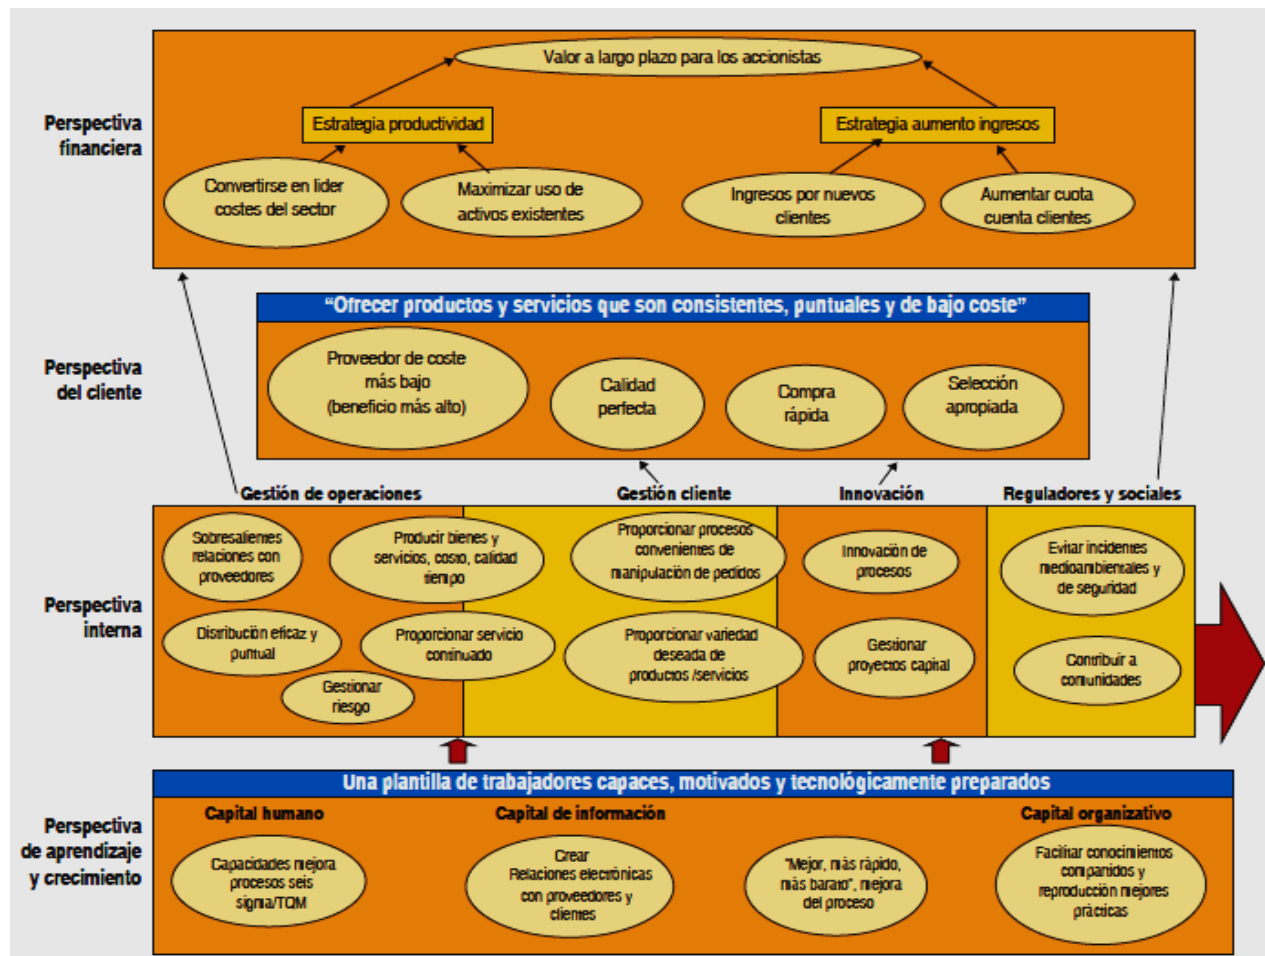 Valor a largo plazo para los accionistas
Perspectiva
financiera
Estrategia productividad
Estrategia aumento ingresos
Convertirse en lider
costes del sector
Maximizar uso de
activos existentes
Ingresos por nuevos
clientes
Aumentar cuota
cuenta clientes
“Ofrecer productos y servicios que son consistentes, puntuales y de bajo coste”
Perspectiva
del cliente
Proveedor de coste
más bajo
(beneficio más alto)
Calidad
perfecta
Compra
rápida
Selección
apropiada
Gestión de operaciones
Gestión cliente
Innovación
Reguladores y sociales
Perspectiva
interna
Sobresalientes
relaciones con
proveedores
Producir bienes y
servicios, costo, calidad
tiempo
Proporcionar procesos
convenientes de
manipulación de pedidos
Innovación de
procesos
Evitar incidentes
medioambientales y
de seguridad
Distribución eficaz y
puntual
Proporcionar servicio
continuado
Proporcionar variedad
deseada de
productos /servicios
Gestionar
proyectos capital
Contribuir a
comunidades
Gestionar
riesgo
Una plantilla de trabajadores capaces, motivados y tecnológicamente preparados
Perspectiva
de aprendizaje
y crecimiento
Capital humano
Capital de información
Capital organizativo
Capacidades mejora
procesos seis
sigma/TQM
Crear
Relaciones electrónicas
con proveedores y
clientes
"Mejor, más rápido,
más barato", mejora
del proceso
Facilitar conocimientos
compartidos y
reproducción mejores
prácticas